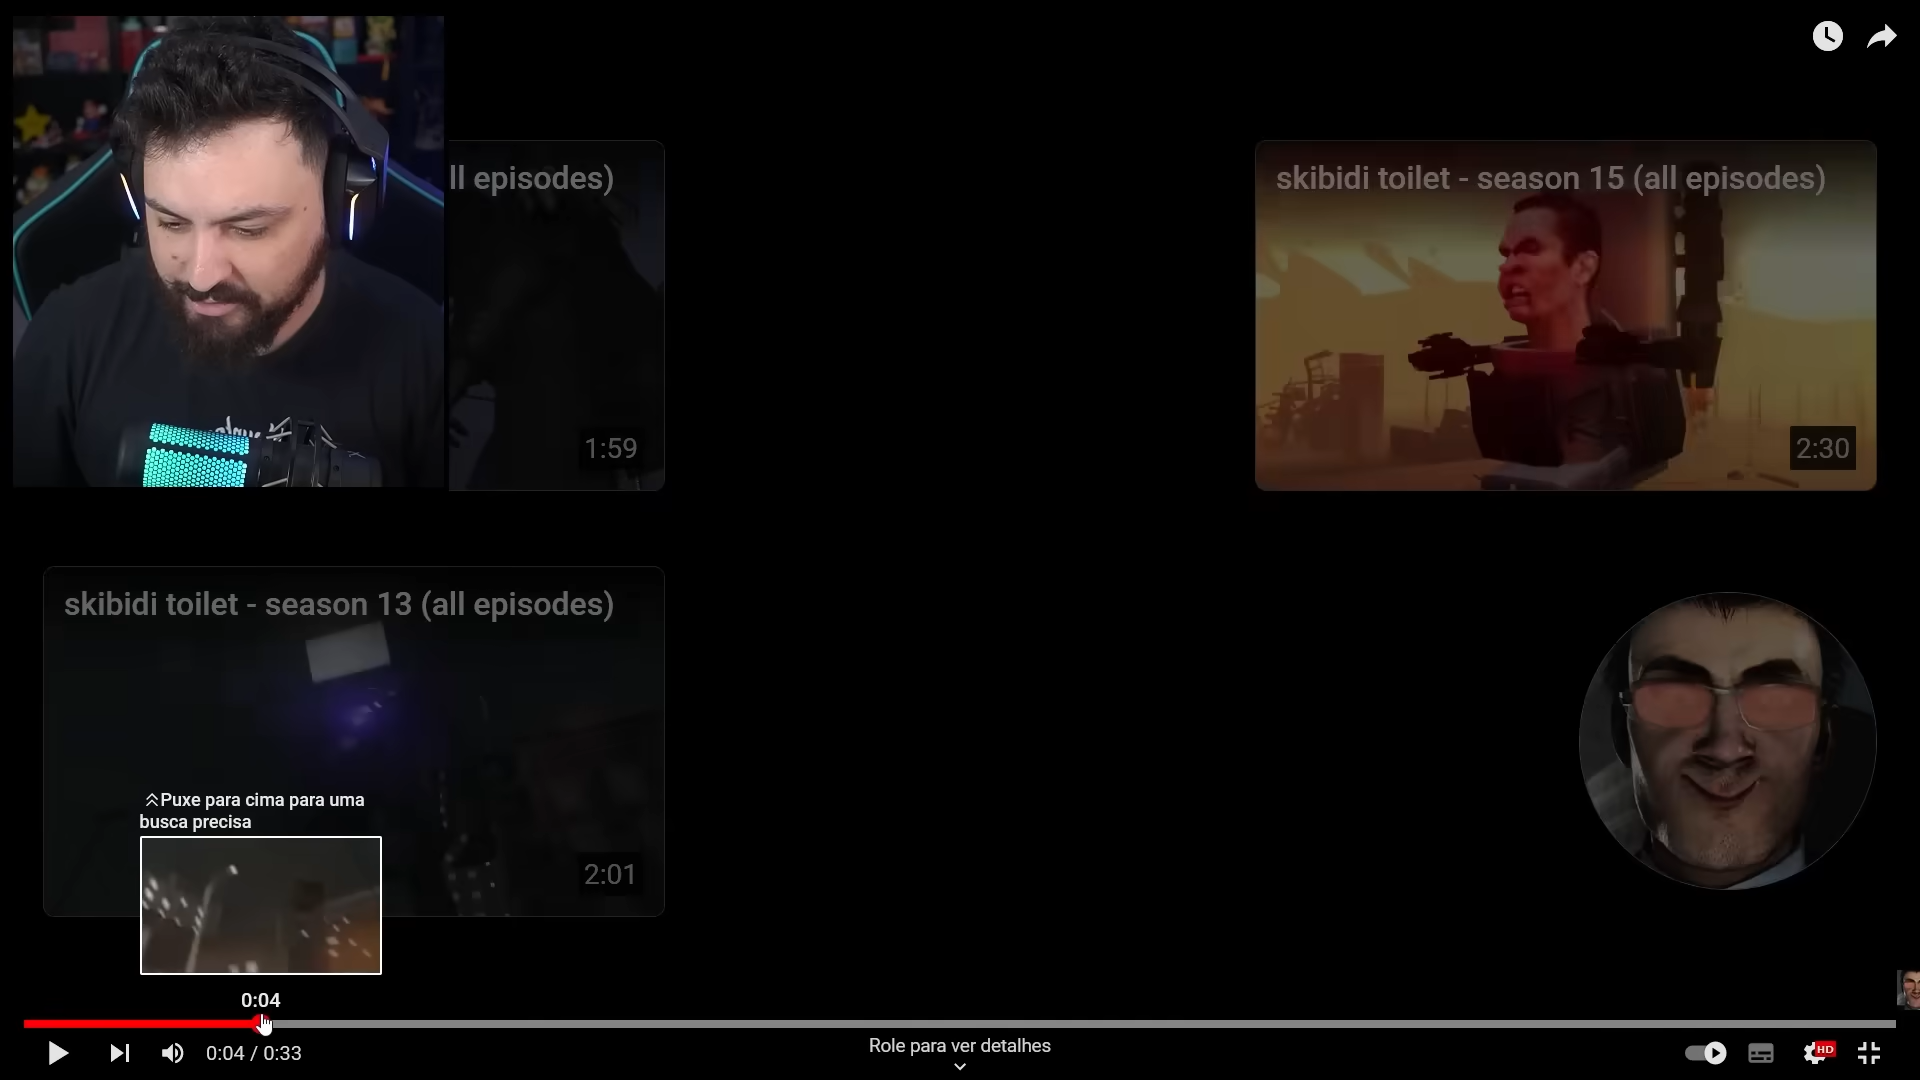 ll episodes)
1:59
skibidi toilet - season 15 (all episodes)
2:30
skibidi toilet - season 13 (all episodes)
2:01
Puxe para cima para uma
busca precisa
0:04
0:04 / 0:33
Role para ver detalhes
HD